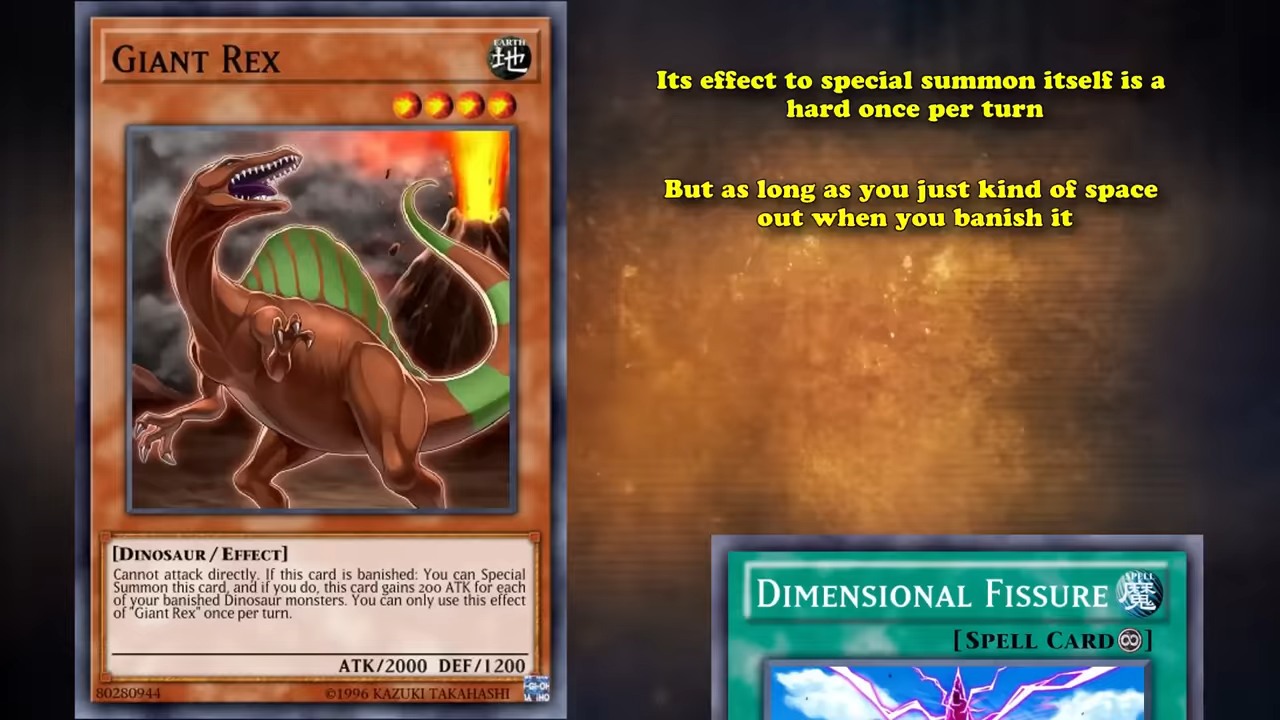 GIANT REX
EARTH
地
[DINOSAUR / EFFECT]
Cannot attack directly. If this card is banished: You can Special
Summon this card, and if you do, this card gains 200 ATK for each
of your banished Dinosaur monsters. You can only use this effect
of "Giant Rex" once per turn.
ATK/2000 DEF/1200
80280944 ©1996 KAZUKI TAKAHASHI
Its effect to special summon itself is a
hard once per turn
But as long as you just kind of space
out when you banish it
DIMENSIONAL FISSURE
SPELL
魔
[SPELL CARD]